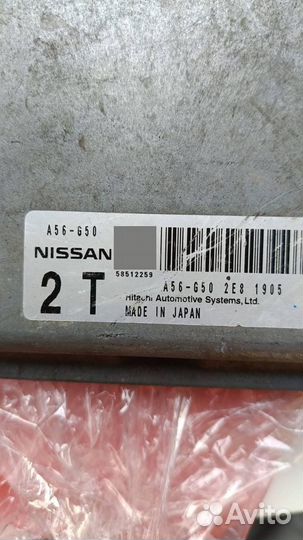 A56-G50
NISSAN
58512259
2 T
A56-G50 2E8 1905
Hitachi Automotive Systems, Ltd.
MADE IN JAPAN
Avito